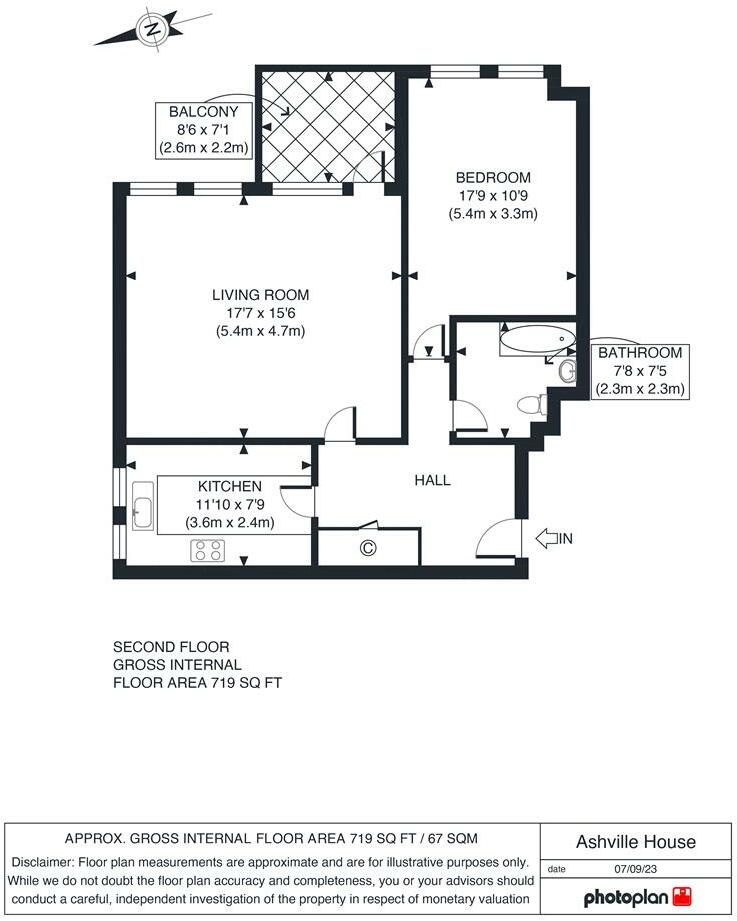 N
BALCONY
8'6 x 7'1
(2.6m x 2.2m)
BEDROOM
17'9 x 10'9
(5.4m x 3.3m)
LIVING ROOM
17'7 x 15'6
(5.4m x 4.7m)
BATHROOM
7'8 x 7'5
(2.3m x 2.3m)
KITCHEN
11'10 x 7'9
(3.6m x 2.4m)
HALL
C
IN
SECOND FLOOR
GROSS INTERNAL
FLOOR AREA 719 SQ FT
APPROX. GROSS INTERNAL FLOOR AREA 719 SQ FT / 67 SQM
Disclaimer: Floor plan measurements are approximate and are for illustrative purposes only.
While we do not doubt the floor plan accuracy and completeness, you or your advisors should
conduct a careful, independent investigation of the property in respect of monetary valuation
Ashville House
date 07/09/23
photoplan